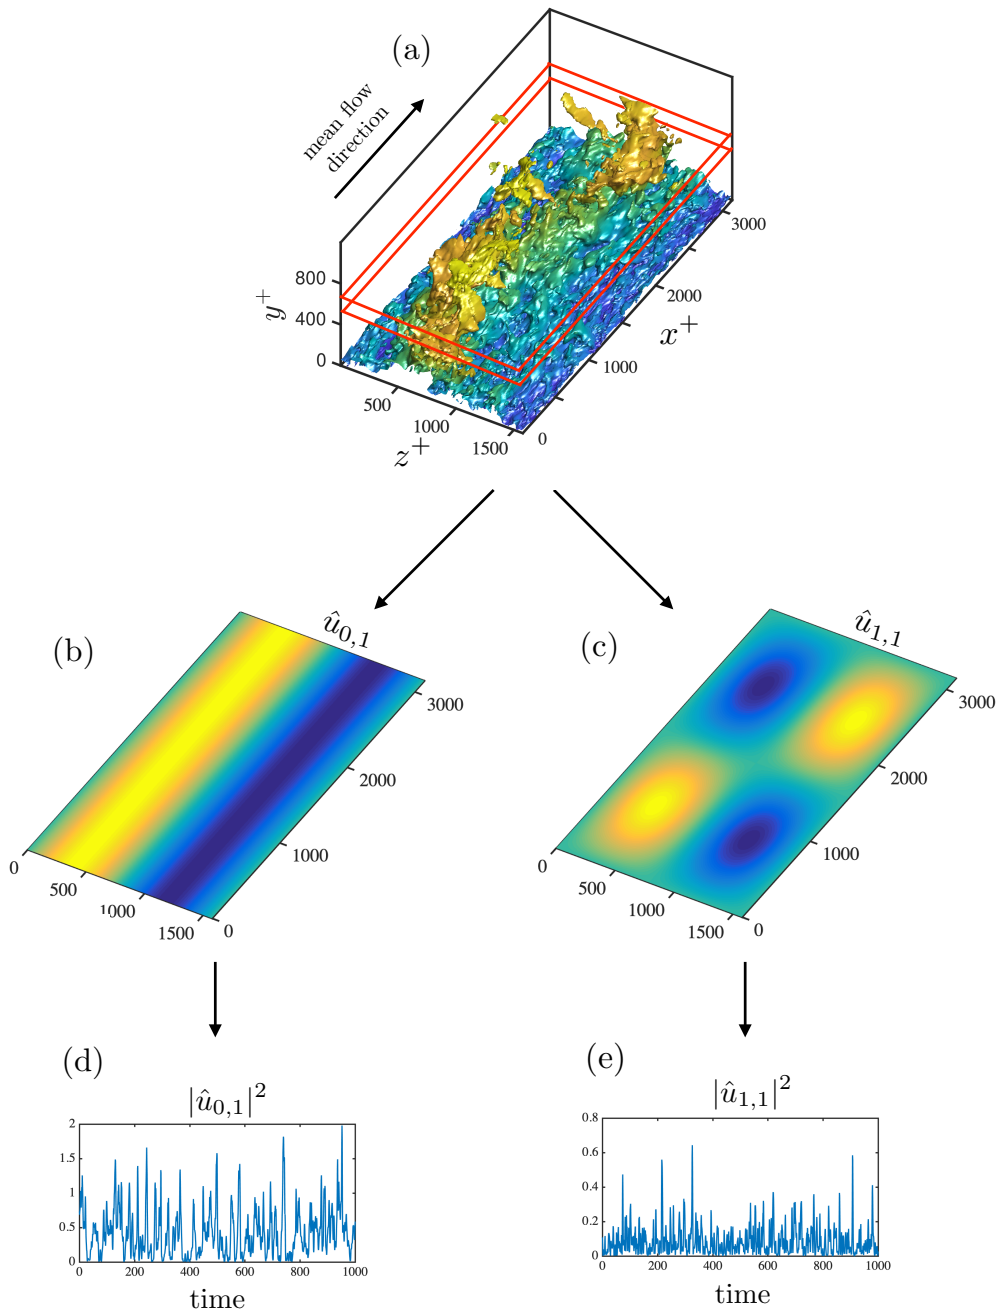 (a)
mean flow
direction
800
400
0
y⁺
500
1000
1500
z⁺
0
1000
2000
3000
x⁺
(b)
û₀,₁
0
500
1000
1500
0
1000
2000
3000
(c)
û₁,₁
0
500
1000
1500
0
1000
2000
3000
(d)
|û₀,₁|²
2
1.5
1
0.5
0
0 200 400 600 800 1000
time
(e)
|û₁,₁|²
0.8
0.6
0.4
0.2
0
0 200 400 600 800 1000
time